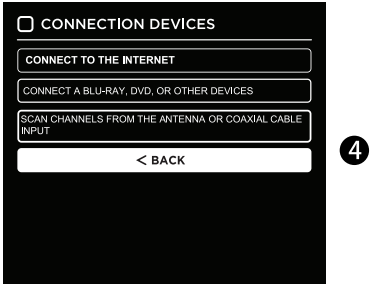 CONNECTION DEVICES
CONNECT TO THE INTERNET
CONNECT A BLU-RAY, DVD, OR OTHER DEVICES
SCAN CHANNELS FROM THE ANTENNA OR COAXIAL CABLE
INPUT
< BACK
4